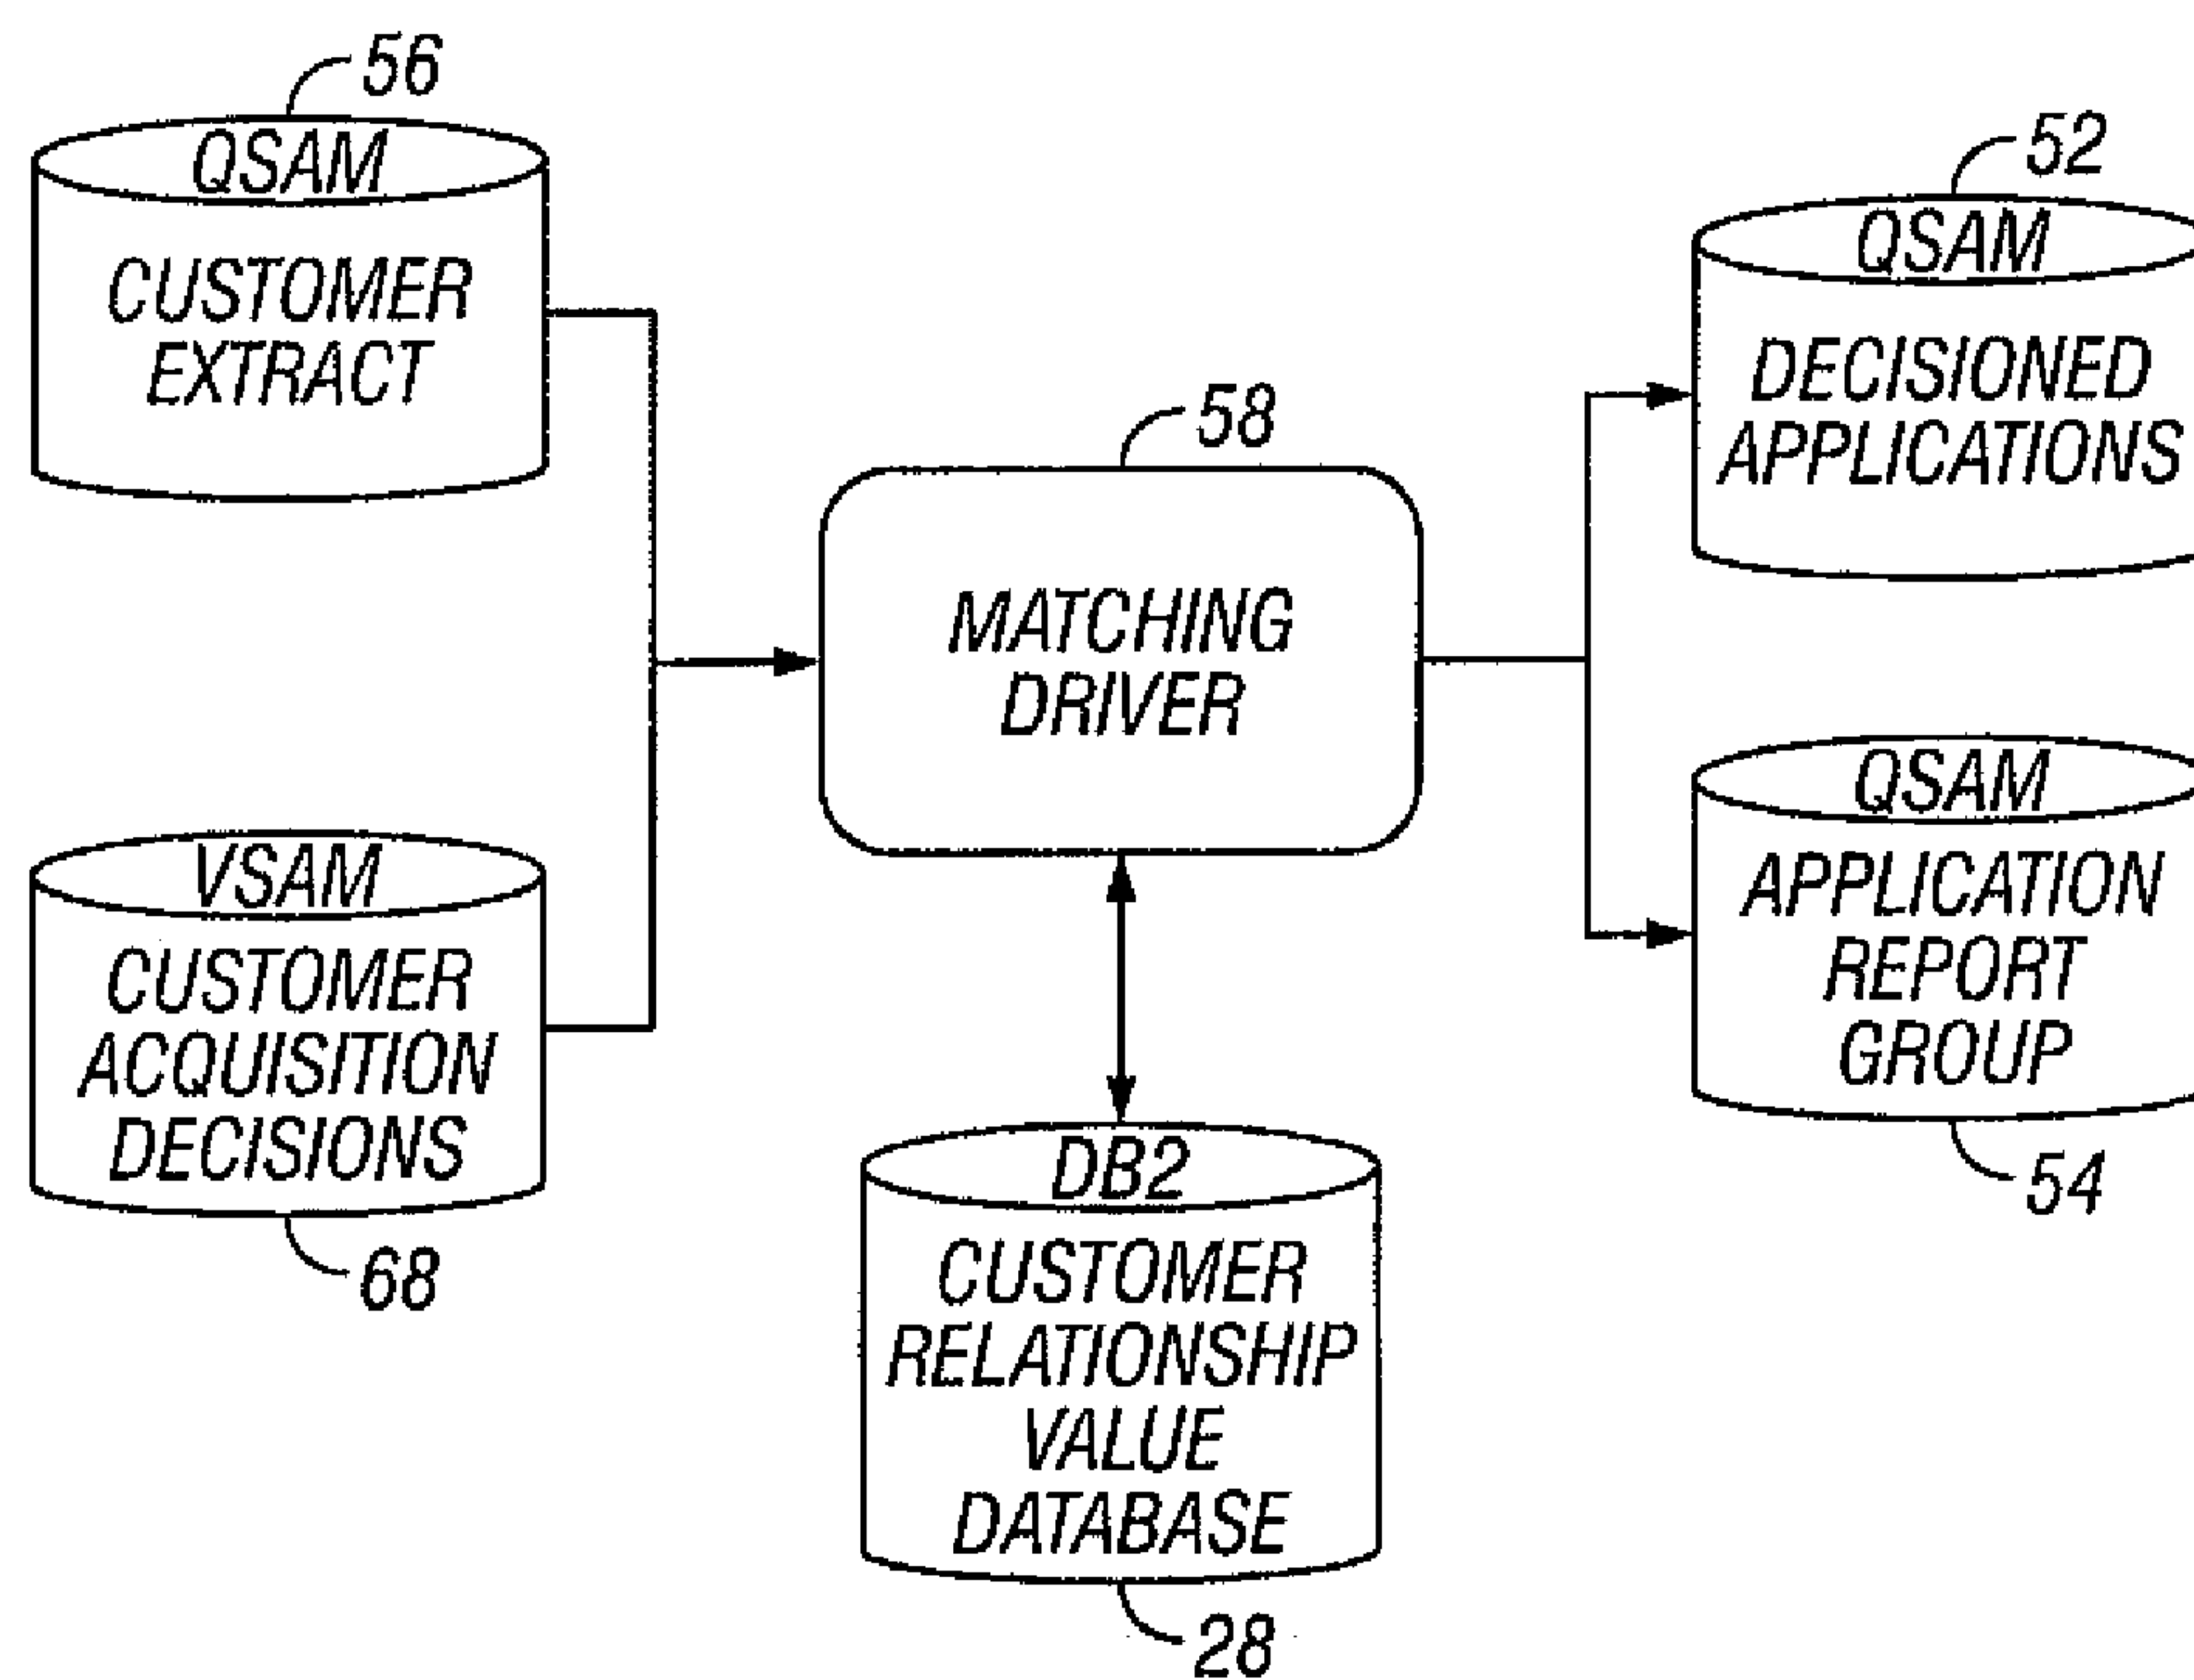 56
QSAM
CUSTOMER
EXTRACT
52
QSAM
DECISIONED
APPLICATIONS
58
MATCHING
DRIVER
VSAM
CUSTOMER
ACQUISITION
DECISIONS
68
QSAM
APPLICATION
REPORT
GROUP
54
DB2
CUSTOMER
RELATIONSHIP
VALUE
DATABASE
28